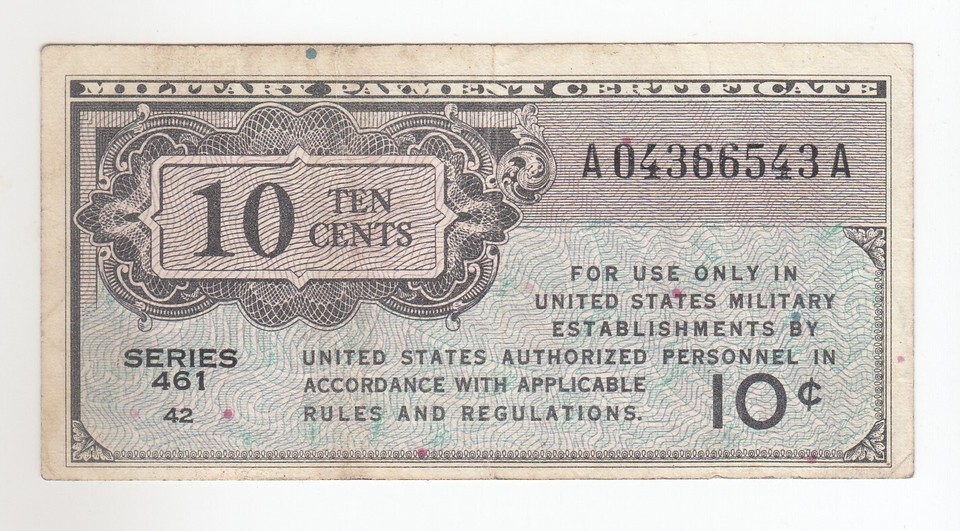 MILITARY PAYMENT CERTIFICATE
A04366543A
10 TEN
CENTS
FOR USE ONLY IN
UNITED STATES MILITARY
ESTABLISHMENTS BY
SERIES UNITED STATES AUTHORIZED PERSONNEL IN
461 ACCORDANCE WITH APPLICABLE
42 RULES AND REGULATIONS.
10¢